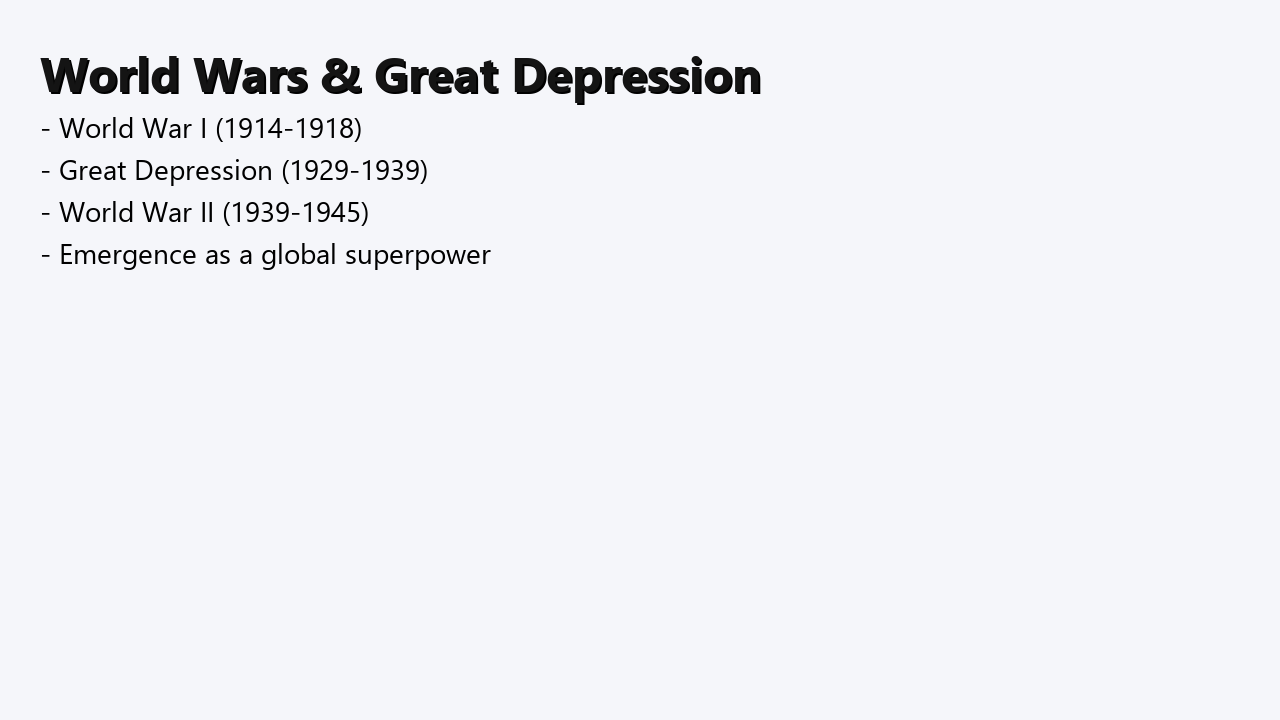 World Wars & Great Depression
- World War I (1914-1918)
- Great Depression (1929-1939)
- World War II (1939-1945)
- Emergence as a global superpower